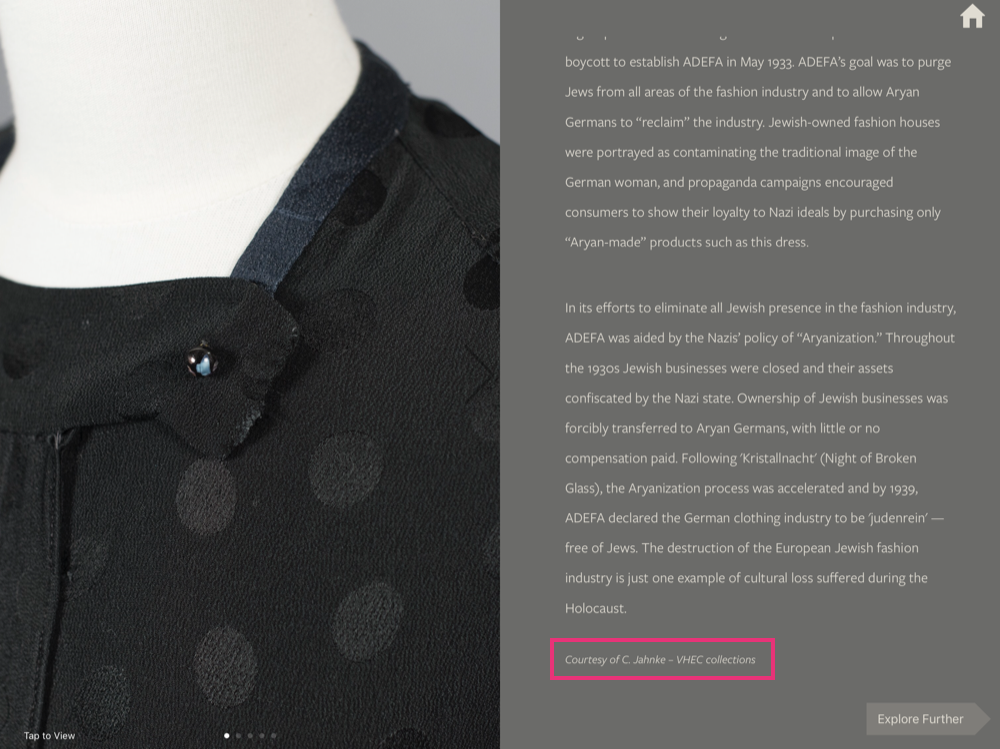 boycott to establish ADEFA in May 1933. ADEFA’s goal was to purge
Jews from all areas of the fashion industry and to allow Aryan
Germans to “reclaim” the industry. Jewish-owned fashion houses
were portrayed as contaminating the traditional image of the
German woman, and propaganda campaigns encouraged
consumers to show their loyalty to Nazi ideals by purchasing only
“Aryan-made” products such as this dress.
In its efforts to eliminate all Jewish presence in the fashion industry,
ADEFA was aided by the Nazis’ policy of “Aryanization.” Throughout
the 1930s Jewish businesses were closed and their assets
confiscated by the Nazi state. Ownership of Jewish businesses was
forcibly transferred to Aryan Germans, with little or no
compensation paid. Following ‘Kristallnacht’ (Night of Broken
Glass), the Aryanization process was accelerated and by 1939,
ADEFA declared the German clothing industry to be ‘judenrein’ —
free of Jews. The destruction of the European Jewish fashion
industry is just one example of cultural loss suffered during the
Holocaust.
Courtesy of C. Jahnke – VHEC collections
Explore Further
Tap to View